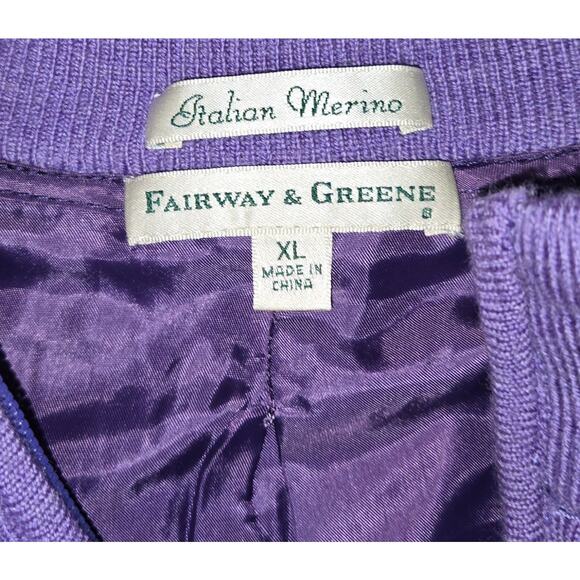 Italian Merino
FAIRWAY & GREENE
XL
MADE IN
CHINA